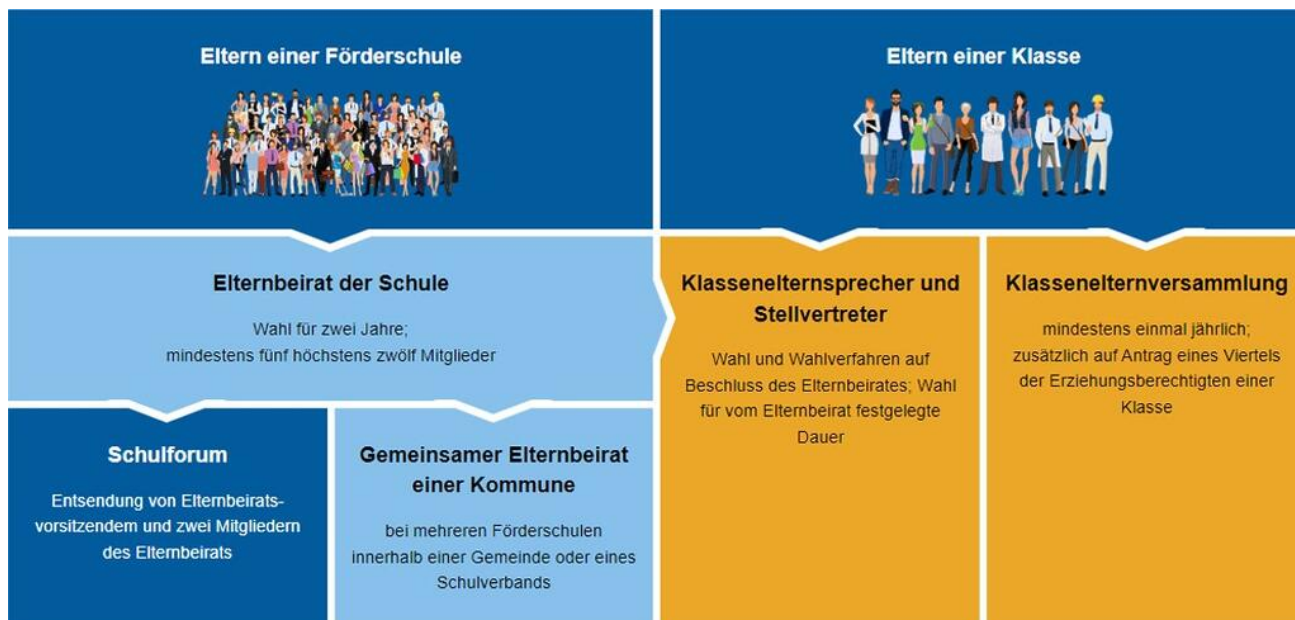 Eltern einer Förderschule
Eltern einer Klasse
Elternbeirat der Schule
Wahl für zwei Jahre;
mindestens fünf höchstens zwölf Mitglieder
Schulforum
Entsendung von Elternbeirats-
vorsitzendem und zwei Mitgliedern
des Elternbeirats
Gemeinsamer Elternbeirat
einer Kommune
bei mehreren Förderschulen
innerhalb einer Gemeinde oder eines
Schulverbands
Klassenelternsprecher und
Stellvertreter
Wahl und Wahlverfahren auf
Beschluss des Elternbeirates; Wahl
für vom Elternbeirat festgelegte
Dauer
Klassenelternversammlung
mindestens einmal jährlich;
zusätzlich auf Antrag eines Viertels
der Erziehungsberechtigten einer
Klasse